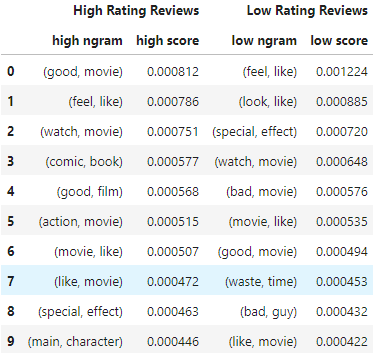 High Rating Reviews Low Rating Reviews
high ngram high score low ngram low score
0 (good, movie) 0.000812 (feel, like) 0.001224
1 (feel, like) 0.000786 (look, like) 0.000885
2 (watch, movie) 0.000751 (special, effect) 0.000720
3 (comic, book) 0.000577 (watch, movie) 0.000648
4 (good, film) 0.000568 (bad, movie) 0.000576
5 (action, movie) 0.000515 (movie, like) 0.000535
6 (movie, like) 0.000507 (good, movie) 0.000494
7 (like, movie) 0.000472 (waste, time) 0.000453
8 (special, effect) 0.000463 (bad, guy) 0.000432
9 (main, character) 0.000446 (like, movie) 0.000422